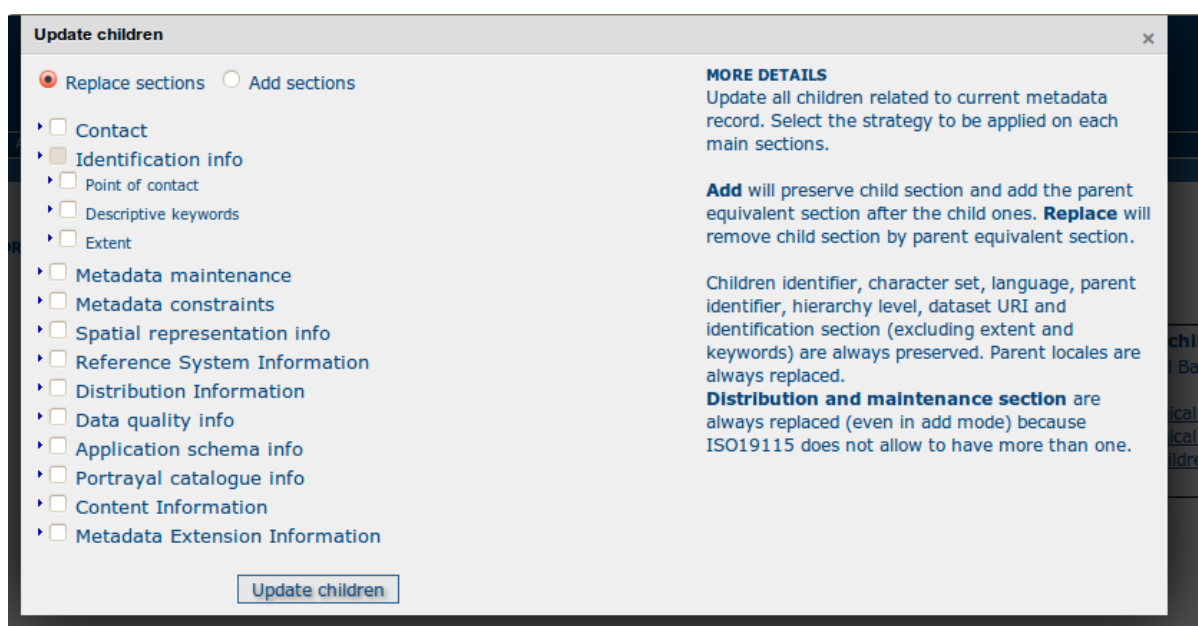 Update children
×
Replace sections Add sections
Contact
Identification info
Point of contact
Descriptive keywords
Extent
Metadata maintenance
Metadata constraints
Spatial representation info
Reference System Information
Distribution Information
Data quality info
Application schema info
Portrayal catalogue info
Content Information
Metadata Extension Information
Update children
MORE DETAILS
Update all children related to current metadata
record. Select the strategy to be applied on each
main sections.
Add will preserve child section and add the parent
equivalent section after the child ones. Replace will
remove child section by parent equivalent section.
Children identifier, character set, language, parent
identifier, hierarchy level, dataset URI and
identification section (excluding extent and
keywords) are always preserved. Parent locales are
always replaced.
Distribution and maintenance section are
always replaced (even in add mode) because
ISO19115 does not allow to have more than one.